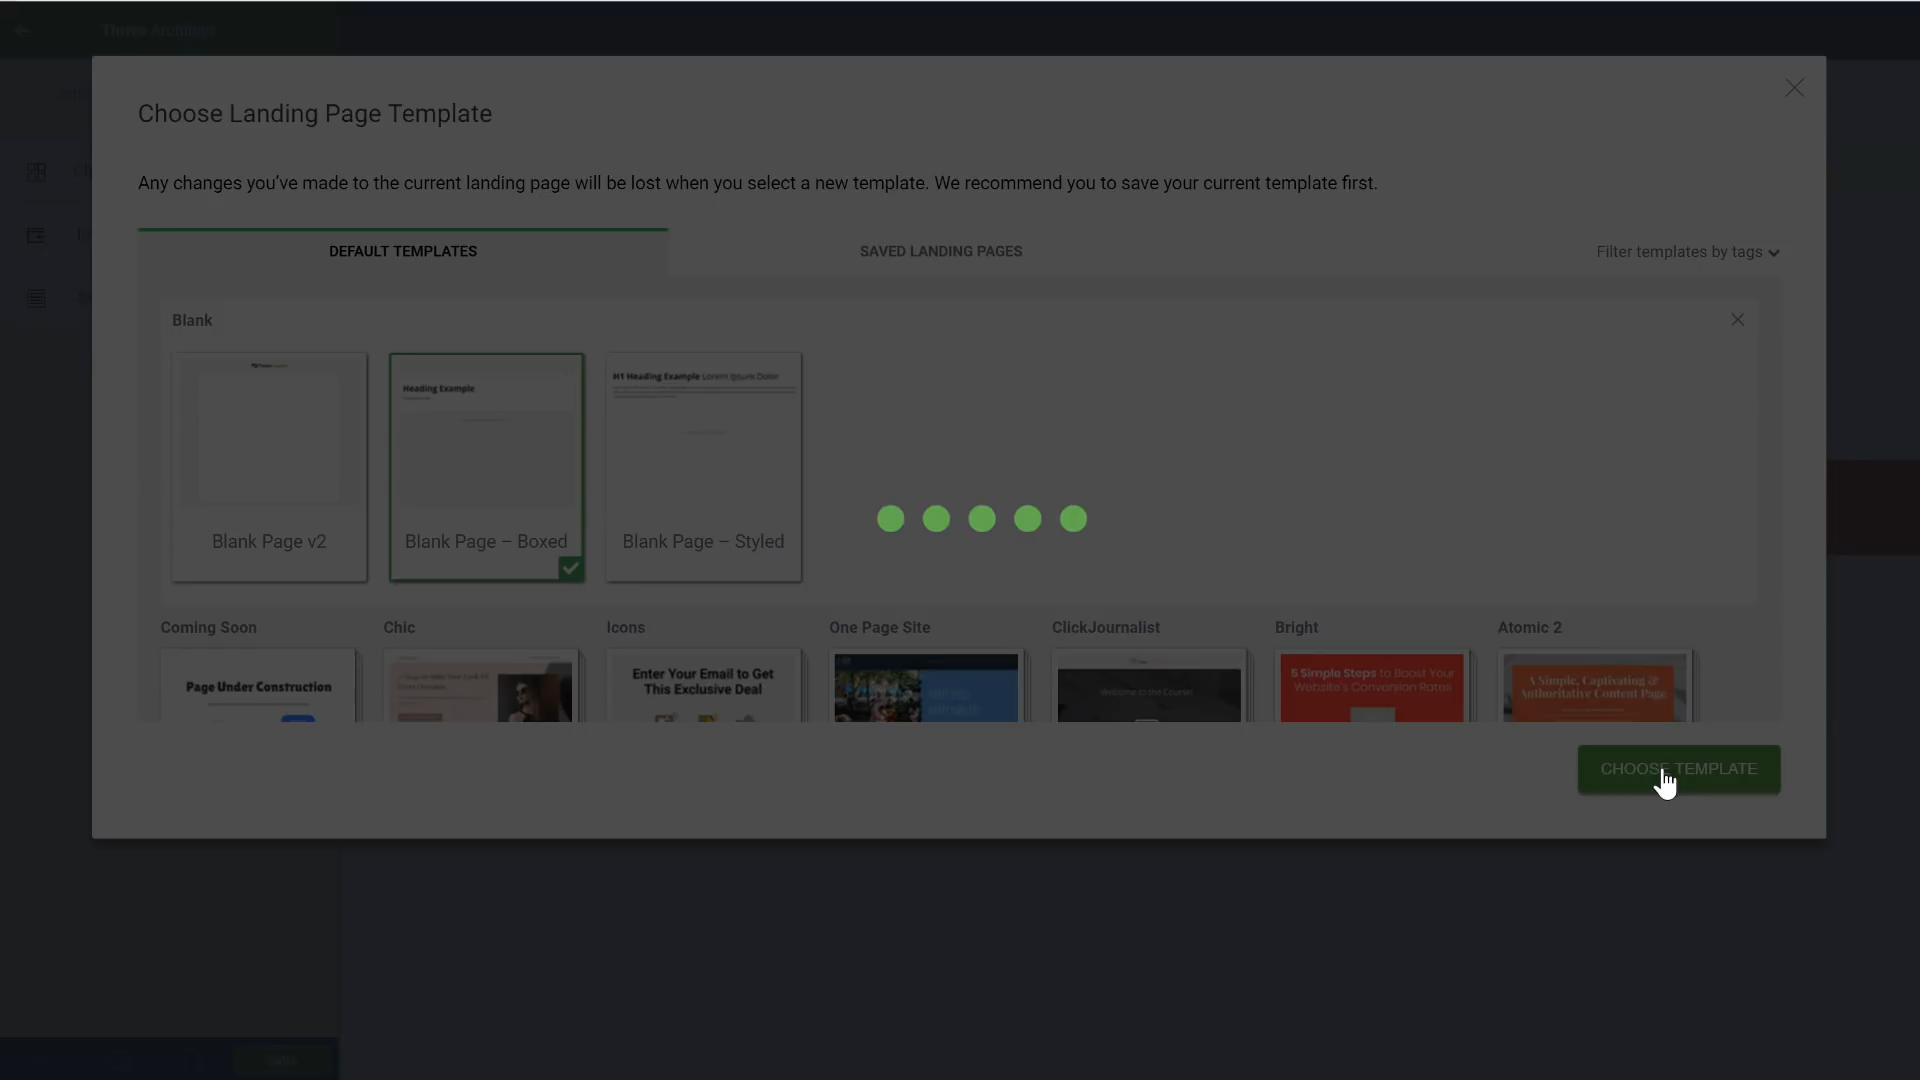 Thrive Architect
Choose Landing Page Template
Any changes you've made to the current landing page will be lost when you select a new template. We recommend you to save your current template first.
DEFAULT TEMPLATES
SAVED LANDING PAGES
Filter templates by tags
Blank
Heading Example
H1 Heading Example Lorem Ipsum Dolor
Blank Page v2
Blank Page – Boxed
Blank Page – Styled
Coming Soon
Chic
Icons
One Page Site
ClickJournalist
Bright
Atomic 2
Page Under Construction
Enter Your Email to Get
This Exclusive Deal
Welcome to the Course!
5 Simple Steps to Boost Your
Website's Conversion Rates
A Simple, Captivating &
Authoritative Content Page
CHOOSE TEMPLATE